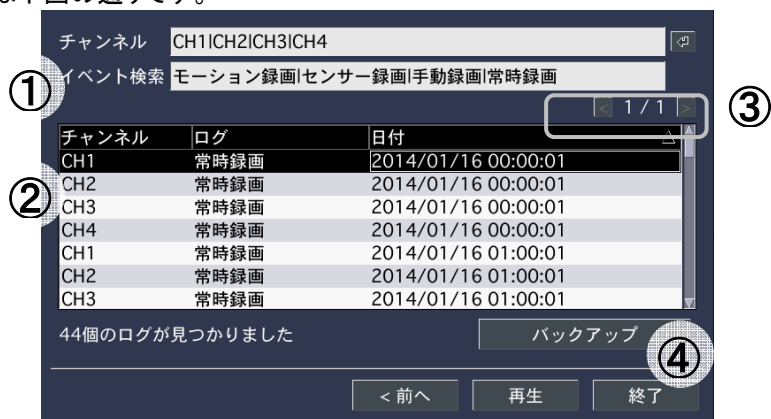 は下図の通りです。
チャンネル CH1|CH2|CH3|CH4
① イベント検索 モーション録画|センサー録画|手動録画|常時録画
< 1 / 1 > ③
チャンネル ログ 日付 △
CH1 常時録画 2014/01/16 00:00:01
② CH2 常時録画 2014/01/16 00:00:01
CH3 常時録画 2014/01/16 00:00:01
CH4 常時録画 2014/01/16 00:00:01
CH1 常時録画 2014/01/16 01:00:01
CH2 常時録画 2014/01/16 01:00:01
CH3 常時録画 2014/01/16 01:00:01
44個のログが見つかりました バックアップ
④
< 前へ 再生 終了